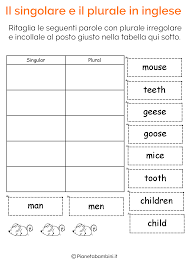 Il singolare e il plurale in inglese
Ritaglia le seguenti parole con plurale irregolare
e incollale al posto giusto nella tabella qui sotto.
Singular Plural
mouse
teeth
geese
goose
mice
tooth
man men children
child
© Pianetabambini.it